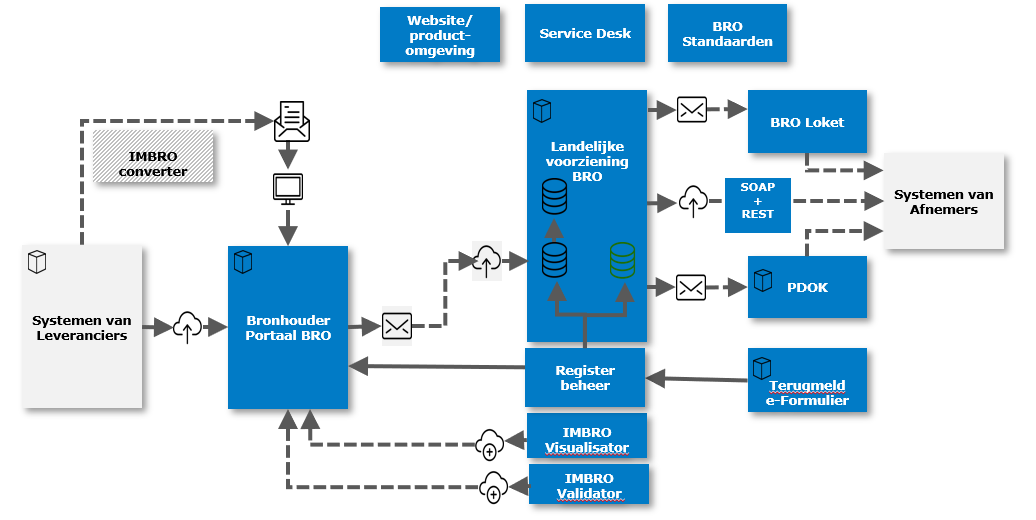 Website/
product-
omgeving
Service Desk
BRO
Standaarden
IMBRO
converter
Landelijke
voorziening
BRO
BRO Loket
SOAP
+
REST
Systemen van
Afnemers
Systemen van
Leveranciers
Bronhouder
Portaal BRO
PDOK
Register
beheer
Terugmeld
e-Formulier
IMBRO
Visualisator
IMBRO
Validator